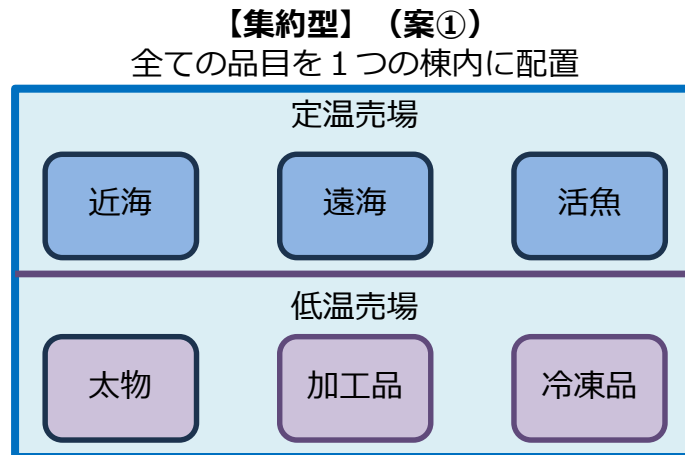 【集約型】（案①）
全ての品目を１つの棟内に配置
定温売場
近海 遠海 活魚
低温売場
太物 加工品 冷凍品